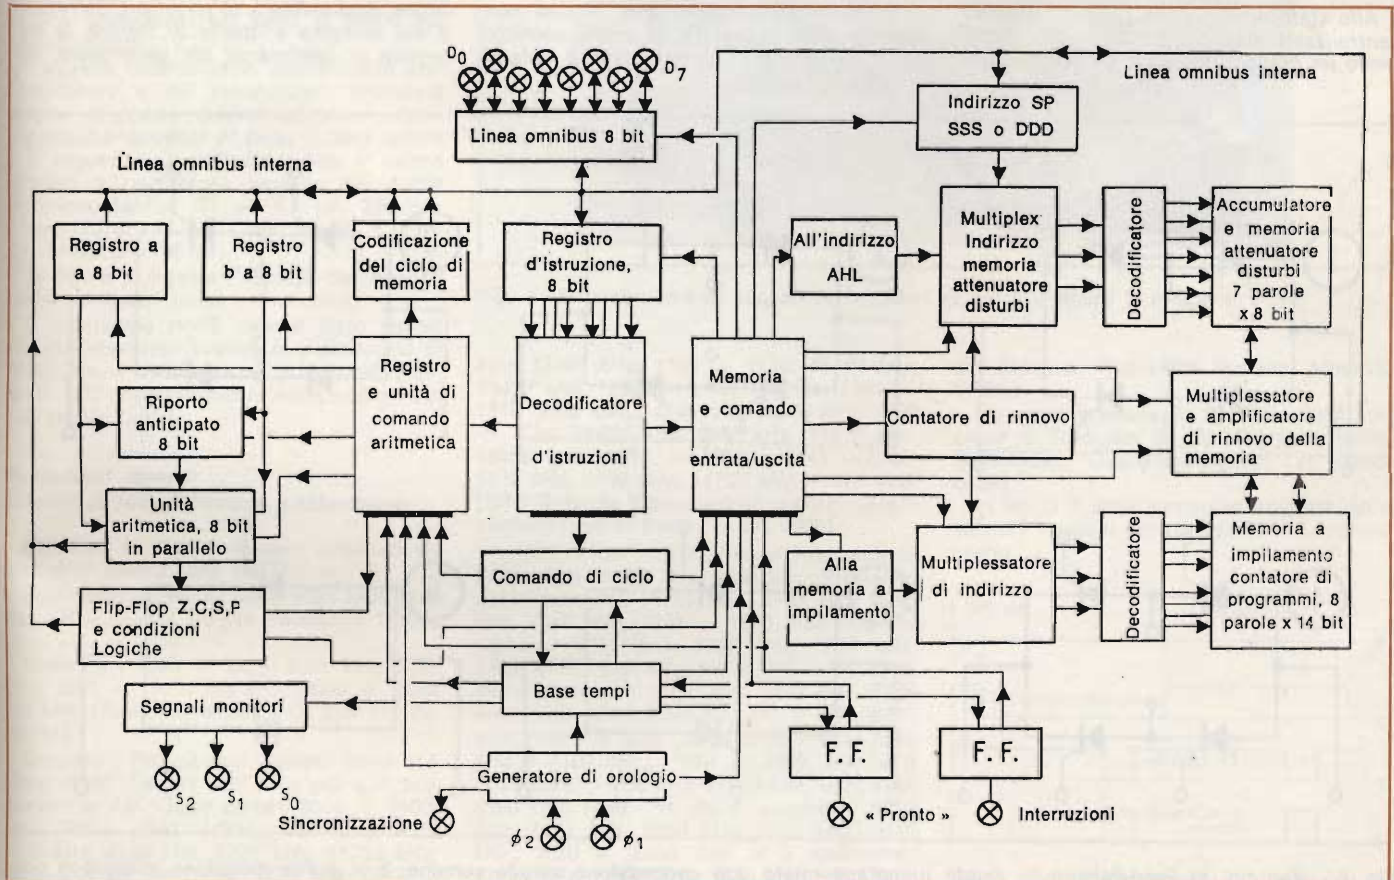 D0
D7
Linea omnibus interna
Linea omnibus 8 bit
Indirizzo SP
SSS o DDD
Linea omnibus interna
Registro a
a 8 bit
Registro
b a 8 bit
Codificazione
del ciclo di
memoria
Registro
d'istruzione,
8 bit
All'indirizzo
AHL
Multiplex
Indirizzo
memoria
attenuatore
disturbi
Decodificatore
Accumulatore
e memoria
attenuatore
disturbi
7 parole
x 8 bit
Riporto
anticipato
8 bit
Registro
e unità di
comando
aritmetica
Decodificatore
d'istruzioni
Memoria
e comando
entrata/uscita
Contatore di rinnovo
Multiplessatore
e amplificatore
di rinnovo della
memoria
Unità
aritmetica, 8 bit
in parallelo
Comando di ciclo
Alla
memoria a
impilamento
Multiplessatore
di indirizzo
Decodificatore
Memoria a
impilamento
contatore di
programmi, 8
parole x 14 bit
Flip-Flop Z,C,S,P
e condizioni
Logiche
Segnali monitori
Base tempi
F.F.
F.F.
S2
S1
S0
Generatore di orologio
Sincronizzazione
ϕ2
ϕ1
« Pronto »
Interruzioni